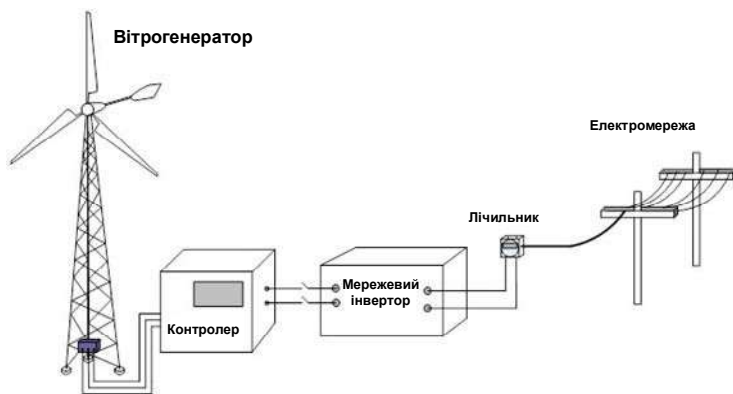 Вітрогенератор
Електромережа
Лічильник
Мережевий
інвертор
Контролер